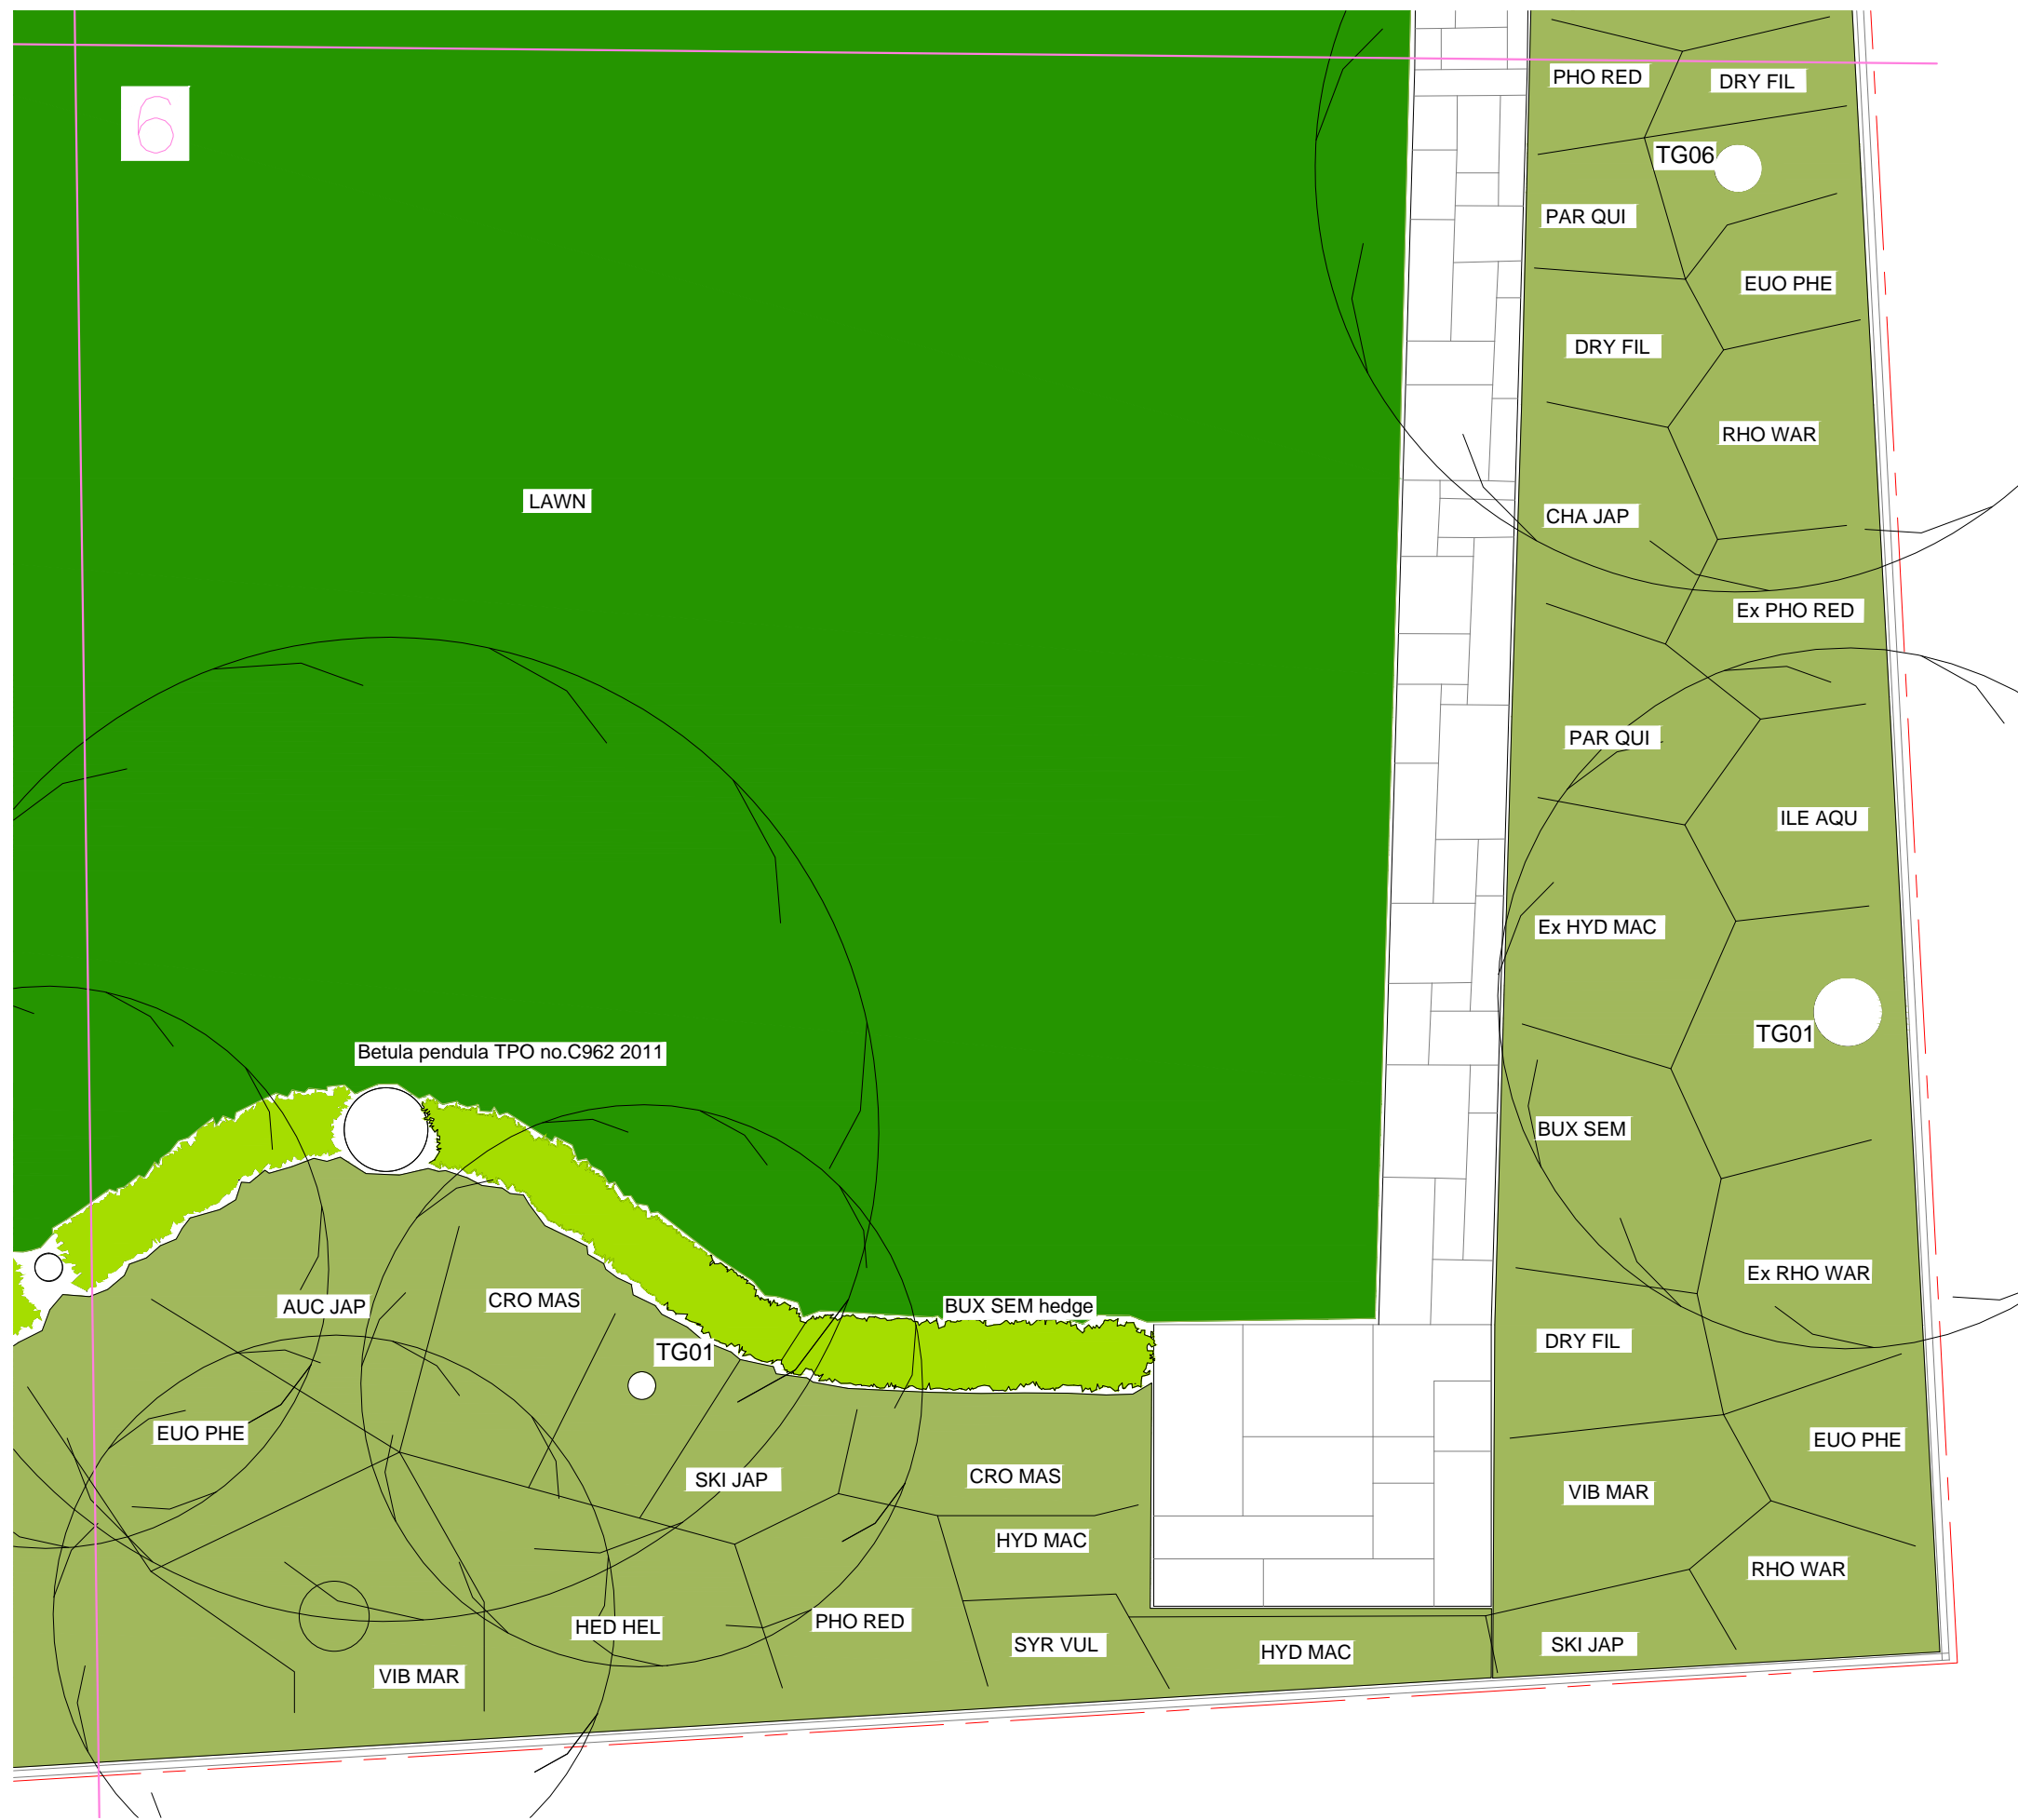 PHO RED
DRY FIL
6
TG06
PAR QUI
EUO PHE
DRY FIL
RHO WAR
LAWN
CHA JAP
Ex PHO RED
PAR QUI
ILE AQU
Ex HYD MAC
TG01
Betula pendula TPO no.C962 2011
BUX SEM
Ex RHO WAR
AUC JAP
CRO MAS
BUX SEM hedge
DRY FIL
TG01
EUO PHE
EUO PHE
SKI JAP
CRO MAS
VIB MAR
HYD MAC
RHO WAR
HED HEL
PHO RED
SYR VUL
HYD MAC
SKI JAP
VIB MAR